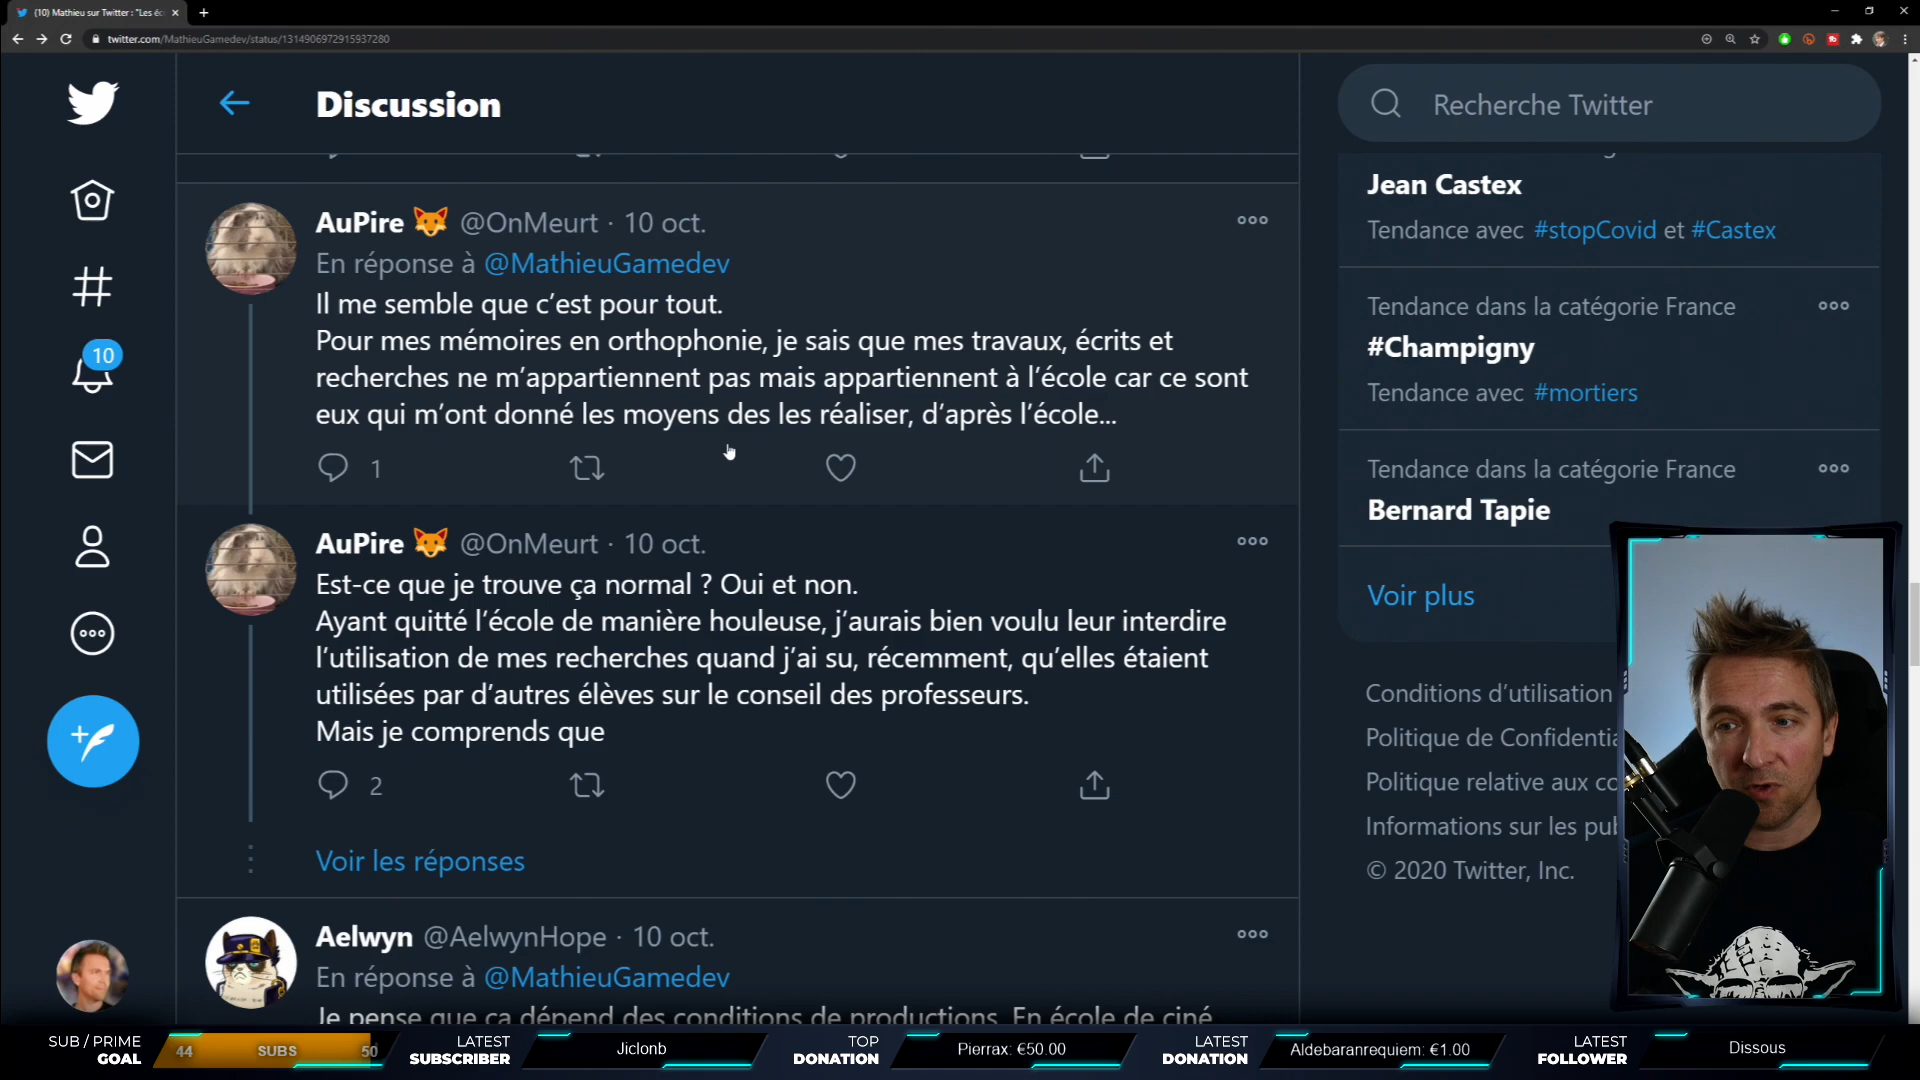 (10) Mathieu sur Twitter : "Les éc
twitter.com/MathieuGamedev/status/1314906972915937280
Discussion
Recherche Twitter
AuPire @OnMeurt · 10 oct.
En réponse à @MathieuGamedev
Il me semble que c’est pour tout.
Pour mes mémoires en orthophonie, je sais que mes travaux, écrits et
recherches ne m’appartiennent pas mais appartiennent à l’école car ce sont
eux qui m’ont donné les moyens des les réaliser, d’après l’école...
1
AuPire @OnMeurt · 10 oct.
Est-ce que je trouve ça normal ? Oui et non.
Ayant quitté l’école de manière houleuse, j’aurais bien voulu leur interdire
l’utilisation de mes recherches quand j’ai su, récemment, qu’elles étaient
utilisées par d’autres élèves sur le conseil des professeurs.
Mais je comprends que
2
Voir les réponses
Aelwyn @AelwynHope · 10 oct.
En réponse à @MathieuGamedev
Je pense que ça dépend des conditions de productions. En école de ciné
10
Jean Castex
Tendance avec #stopCovid et #Castex
Tendance dans la catégorie France
#Champigny
Tendance avec #mortiers
Tendance dans la catégorie France
Bernard Tapie
Voir plus
Conditions d’utilisation
Politique de Confidentia
Politique relative aux co
Informations sur les pub
© 2020 Twitter, Inc.
SUB / PRIME
GOAL
44 SUBS 50
LATEST
SUBSCRIBER
Jiclonb
TOP
DONATION
Pierrax: €50.00
LATEST
DONATION
Aldebaranrequiem: €1.00
LATEST
FOLLOWER
Dissous